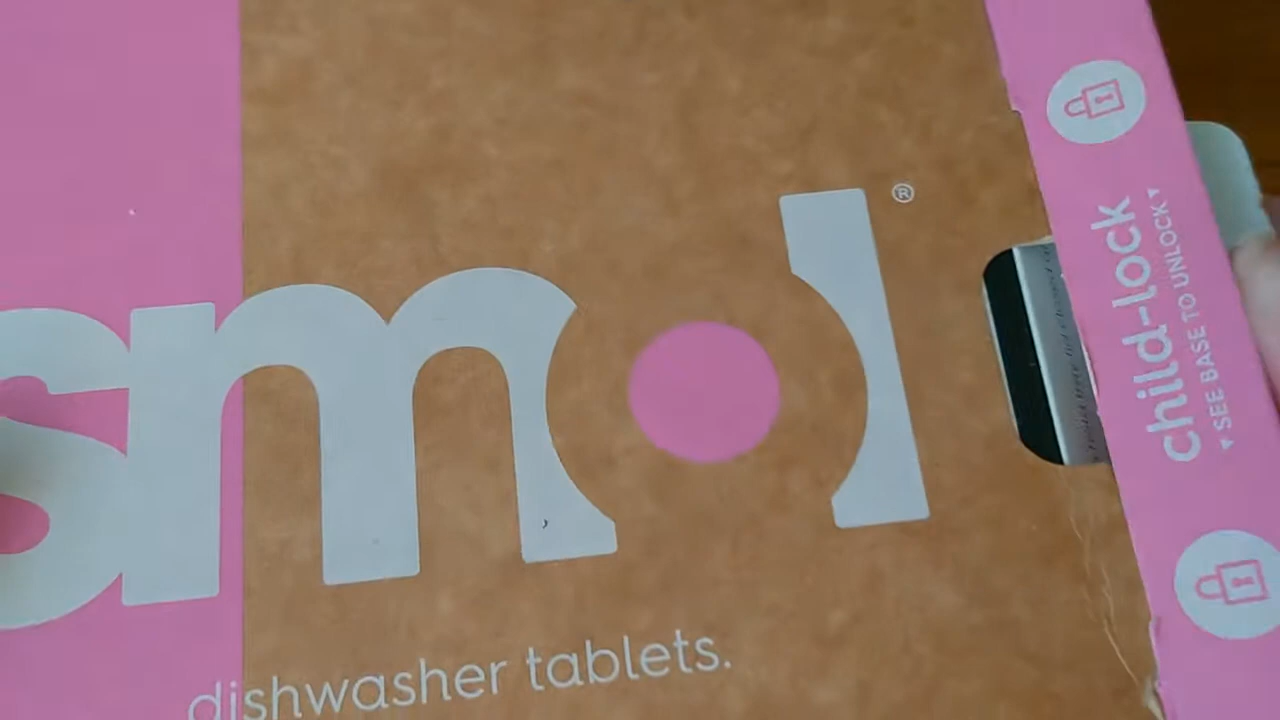 smol®
dishwasher tablets.
child-lock
▼ SEE BASE TO UNLOCK ▼